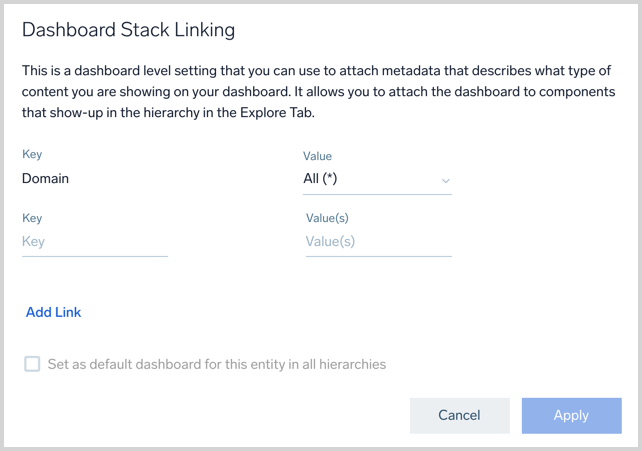 Dashboard Stack Linking
This is a dashboard level setting that you can use to attach metadata that describes what type of
content you are showing on your dashboard. It allows you to attach the dashboard to components
that show-up in the hierarchy in the Explore Tab.
Key
Value
Domain
All (*)
Key
Value(s)
Key
Value(s)
Add Link
Set as default dashboard for this entity in all hierarchies
Cancel
Apply